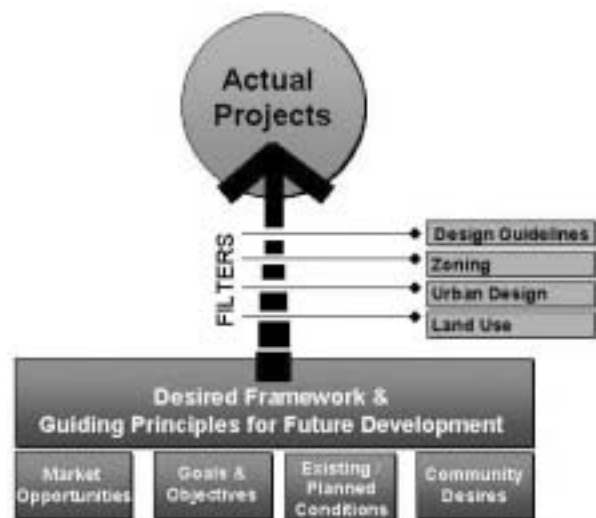 Actual
Projects
FILTERS
Design Guidelines
Zoning
Urban Design
Land Use
Desired Framework &
Guiding Principles for Future Development
Market
Opportunities
Goals &
Objectives
Existing /
Planned
Conditions
Community
Desires